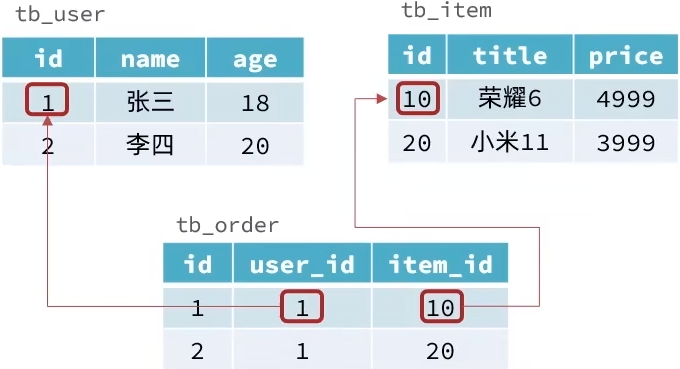 tb_user
id name age
1 张三 18
2 李四 20
tb_item
id title price
10 荣耀6 4999
20 小米11 3999
tb_order
id user_id item_id
1 1 10
2 1 20